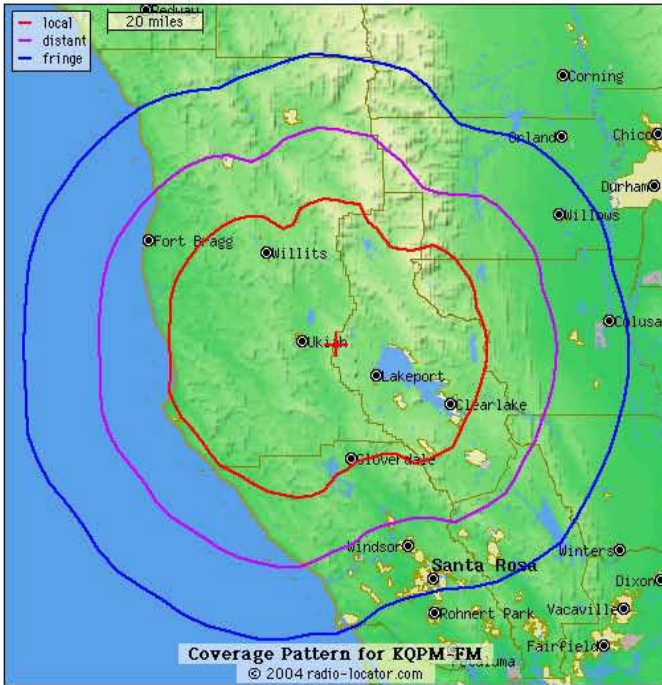 Redway
local
distant
fringe
20 miles
Corning
Orland
Chico
Durham
Willows
Fort Bragg
Willits
Colusa
Ukiah
Lakeport
Clearlake
Cloverdale
Windsor
Winters
Santa Rosa
Dixon
Rohnert Park
Vacaville
Fairfield
Coverage Pattern for KQPM-FM
Petaluma
© 2004 radio-locator.com